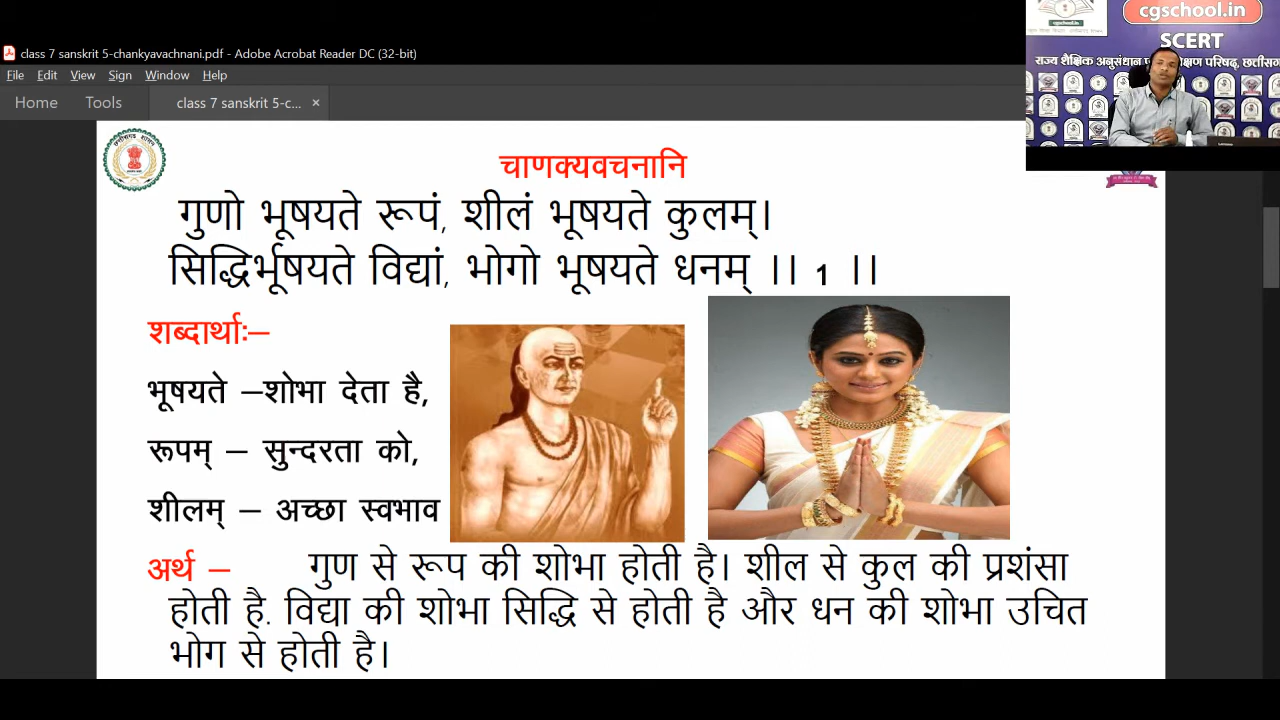 cgschool.in
SCERT
class 7 sanskrit 5-chankyavachnani.pdf - Adobe Acrobat Reader DC (32-bit)
File Edit View Sign Window Help
Home Tools class 7 sanskrit 5-c... ×
चाणक्यवचनानि
गुणो भूषयते रूपं, शीलं भूषयते कुलम्।
सिद्धिर्भूषयते विद्यां, भोगो भूषयते धनम् ।। 1 ।।
शब्दार्थाः–
भूषयते –शोभा देता है,
रूपम् – सुन्दरता को,
शीलम् – अच्छा स्वभाव
अर्थ – गुण से रूप की शोभा होती है। शील से कुल की प्रशंसा
होती है. विद्या की शोभा सिद्धि से होती है और धन की शोभा उचित
भोग से होती है।